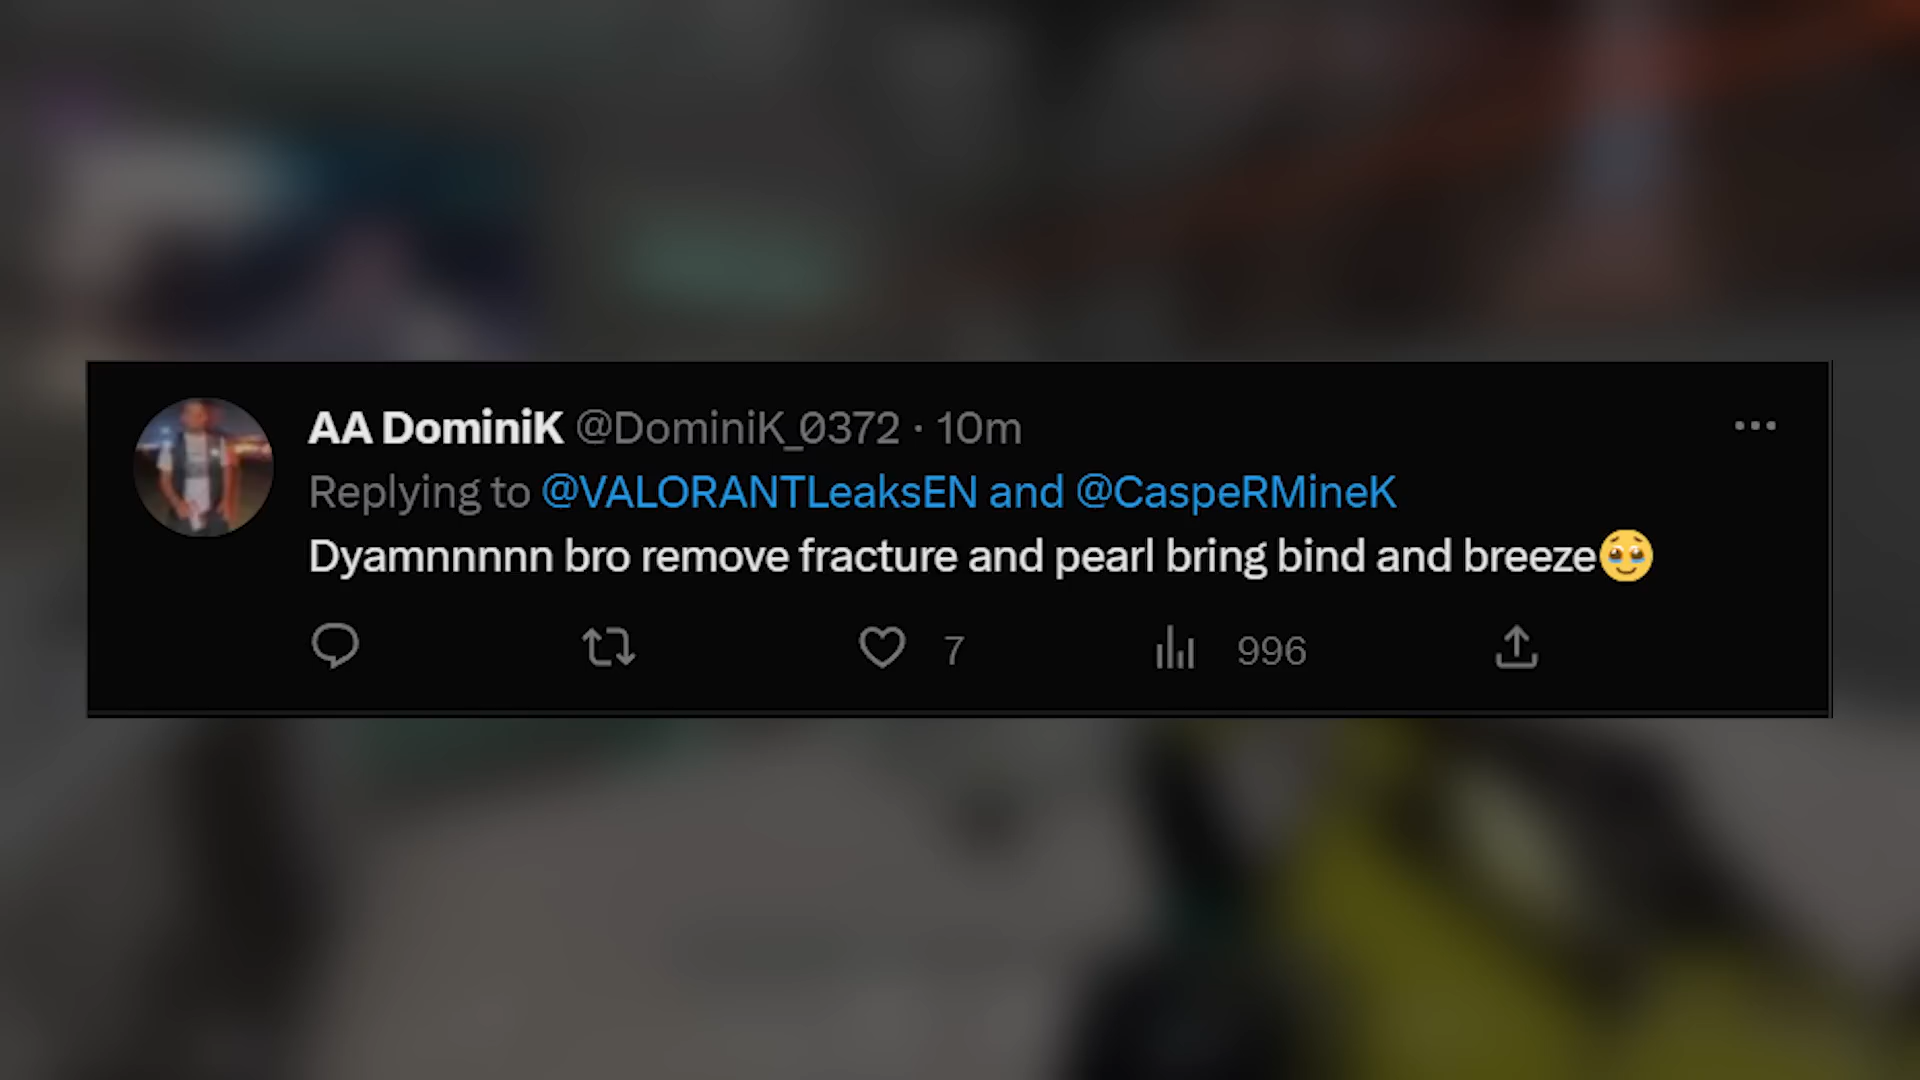 AA DominiK @DominiK_0372 · 10m
Replying to @VALORANTLeaksEN and @CaspeRMineK
Dyamnnnnn bro remove fracture and pearl bring bind and breeze🥹
7 996